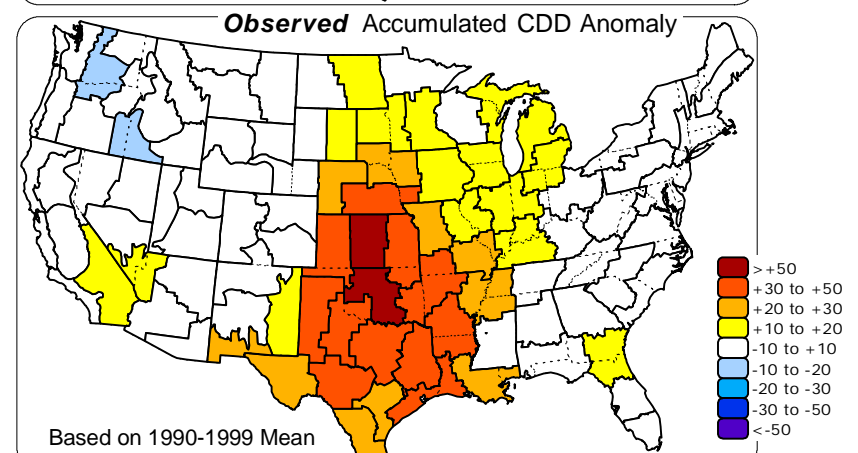 Observed Accumulated CDD Anomaly
>+50
+30 to +50
+20 to +30
+10 to +20
-10 to +10
-10 to -20
-20 to -30
-30 to -50
<-50
Based on 1990-1999 Mean